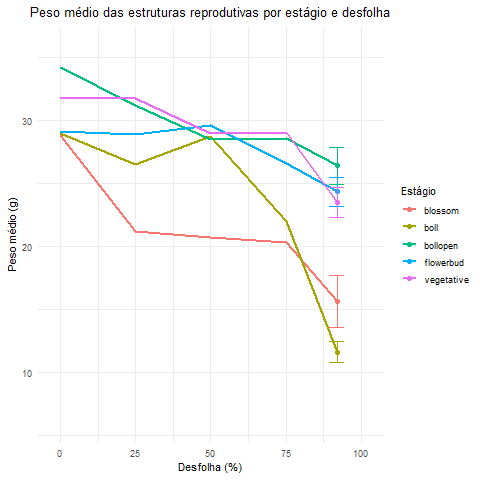 Peso médio das estruturas reprodutivas por estágio e desfolha
Peso médio (g)
30
20
10
0
25
50
75
100
Desfolha (%)
Estágio
blossom
boll
bollopen
flowerbud
vegetative